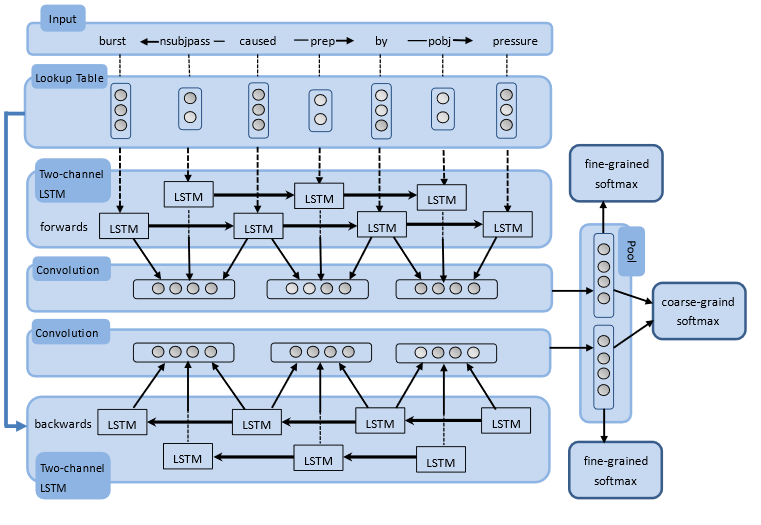 Input
burst nsubjpass caused prep by pobj pressure
Lookup Table
Two-channel
LSTM
LSTM LSTM LSTM
forwards LSTM LSTM LSTM LSTM
Convolution
Convolution
backwards LSTM LSTM LSTM LSTM
LSTM LSTM LSTM
Two-channel
LSTM
fine-grained
softmax
Pool
coarse-graind
softmax
fine-grained
softmax